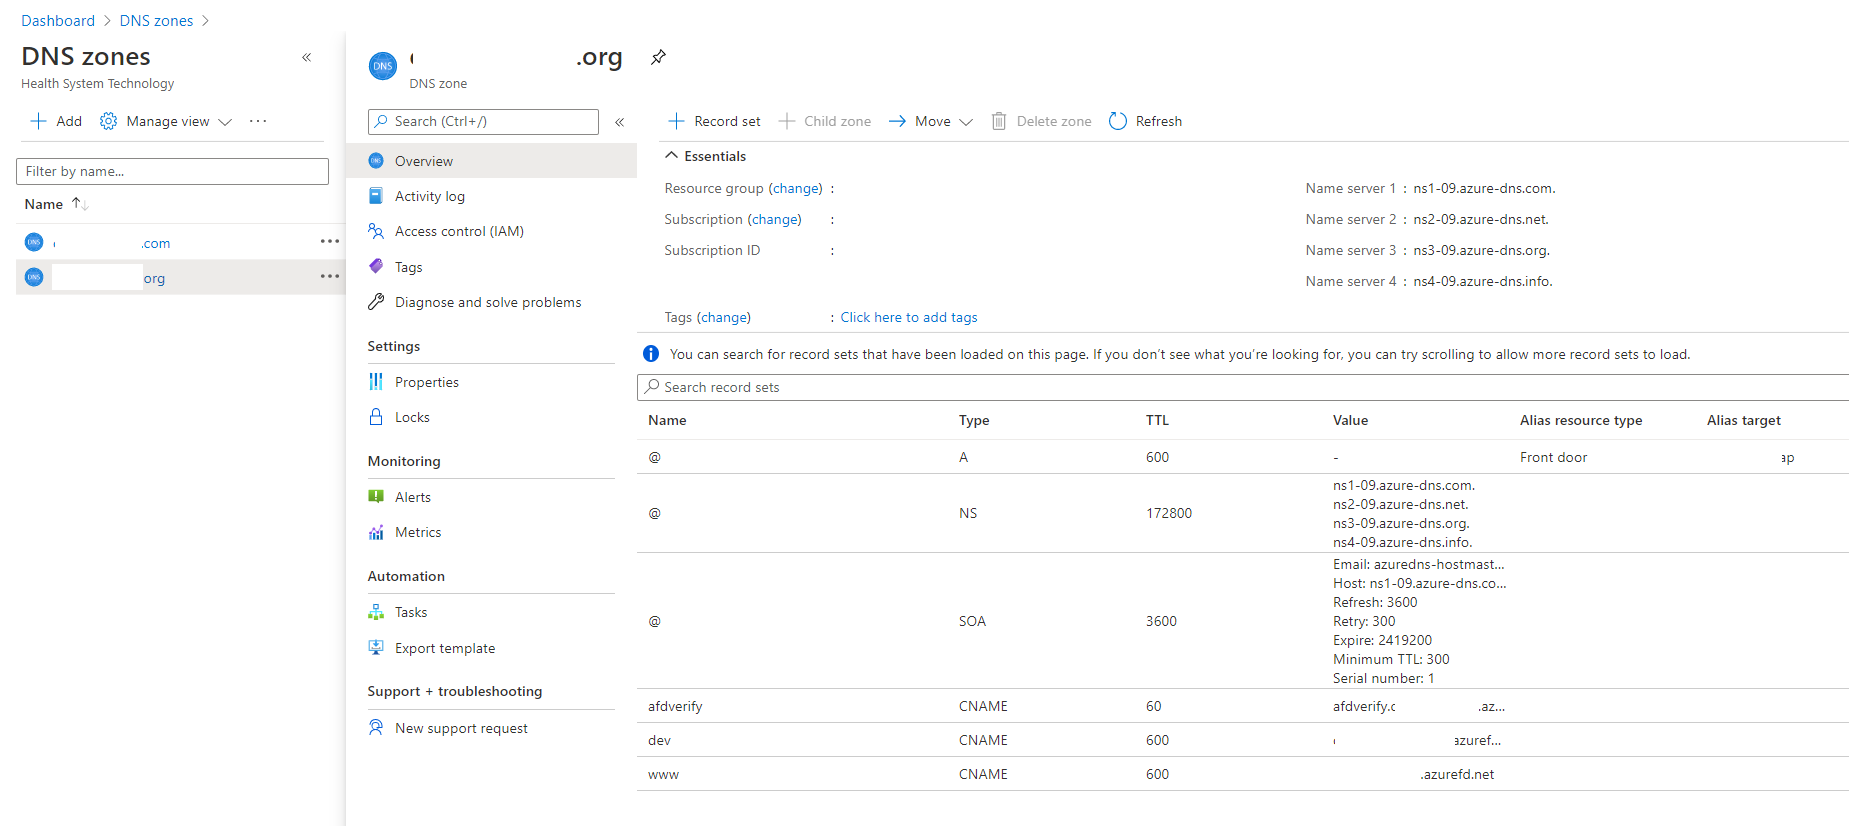 Dashboard > DNS zones >
DNS zones
«
Health System Technology
+ Add
Manage view
...
Filter by name...
Name ↑↓
.com
...
org
...
.org
DNS zone
Search (Ctrl+/)
«
Overview
Activity log
Access control (IAM)
Tags
Diagnose and solve problems
Settings
Properties
Locks
Monitoring
Alerts
Metrics
Automation
Tasks
Export template
Support + troubleshooting
New support request
+ Record set
+ Child zone
→ Move
Delete zone
Refresh
Essentials
Resource group (change) :
Subscription (change) :
Subscription ID :
Name server 1 : ns1-09.azure-dns.com.
Name server 2 : ns2-09.azure-dns.net.
Name server 3 : ns3-09.azure-dns.org.
Name server 4 : ns4-09.azure-dns.info.
Tags (change) : Click here to add tags
You can search for record sets that have been loaded on this page. If you don't see what you're looking for, you can try scrolling to allow more record sets to load.
Search record sets
Name Type TTL Value Alias resource type Alias target
@ A 600 - Front door ap
@ NS 172800
ns1-09.azure-dns.com.
ns2-09.azure-dns.net.
ns3-09.azure-dns.org.
ns4-09.azure-dns.info.
@ SOA 3600
Email: azuredns-hostmast...
Host: ns1-09.azure-dns.co...
Refresh: 3600
Retry: 300
Expire: 2419200
Minimum TTL: 300
Serial number: 1
afdverify CNAME 60 afdverify.c .az...
dev CNAME 600 azuref...
www CNAME 600 .azurefd.net